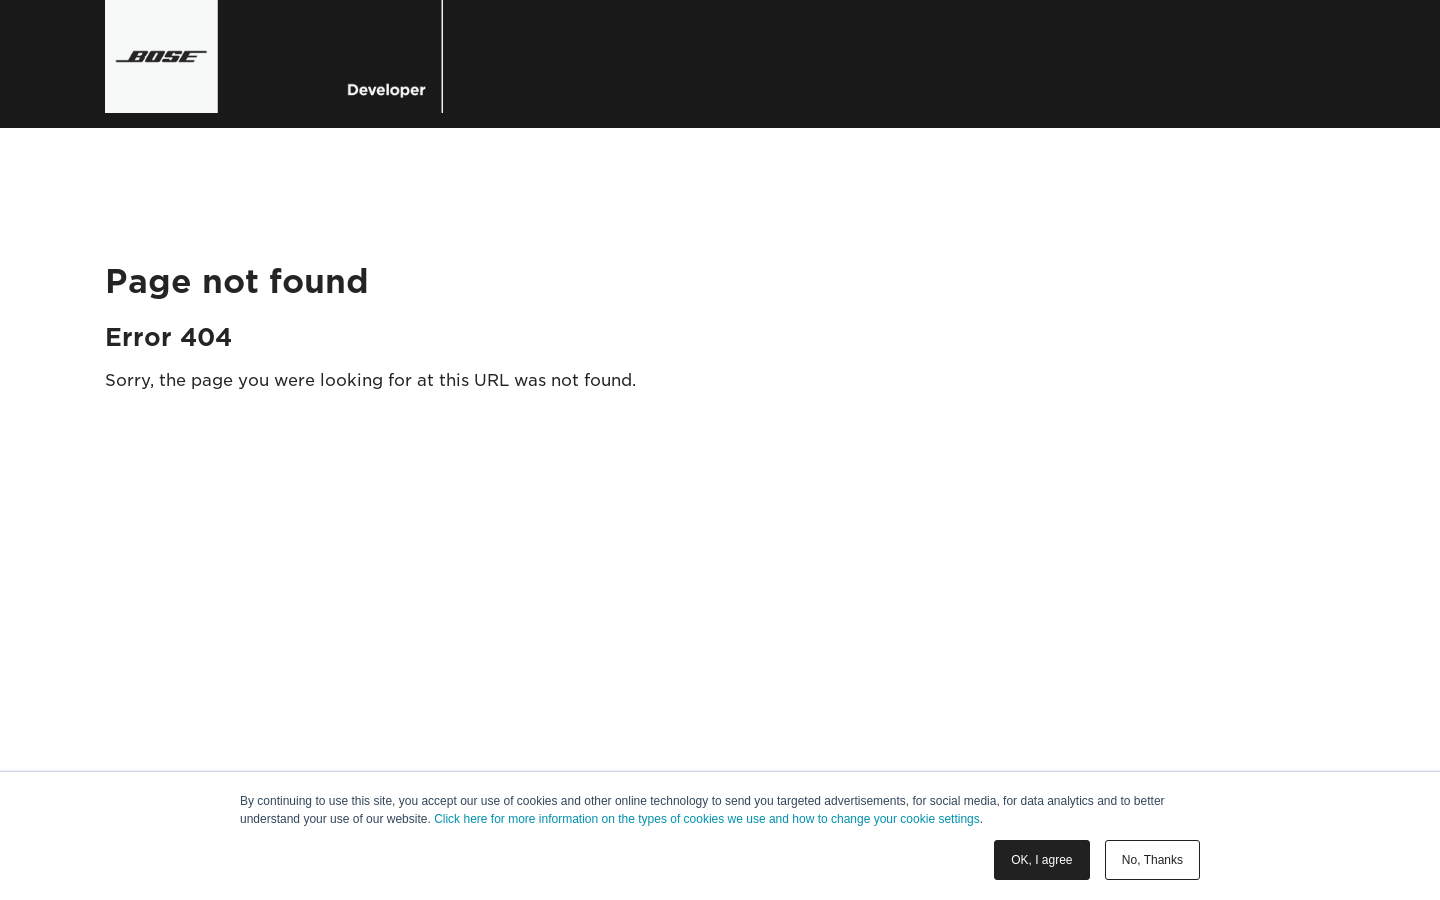 BOSE
Developer
Page not found
Error 404
Sorry, the page you were looking for at this URL was not found.
By continuing to use this site, you accept our use of cookies and other online technology to send you targeted advertisements, for social media, for data analytics and to better
understand your use of our website. Click here for more information on the types of cookies we use and how to change your cookie settings.
OK, I agree
No, Thanks